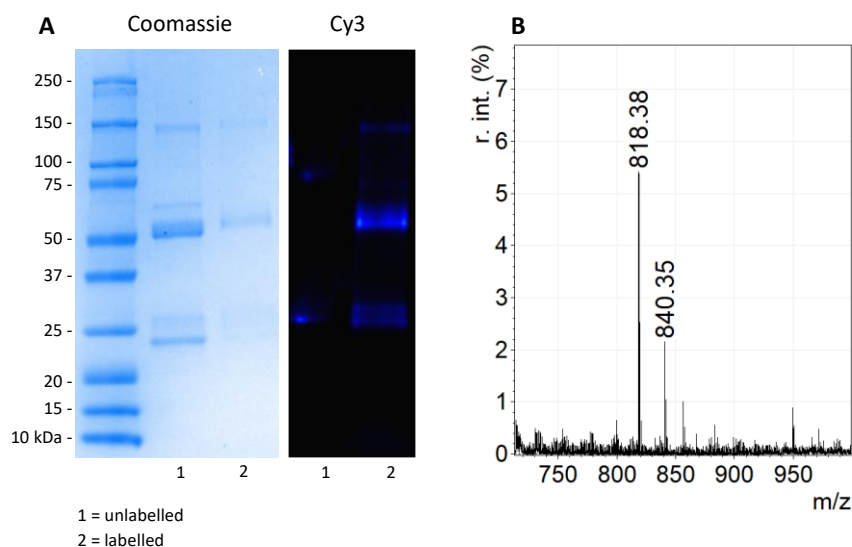 A Coomassie Cy3
250 -
150 -
100 -
75 -
50 -
37 -
25 -
20 -
15 -
10 kDa -
1 2 1 2
1 = unlabelled
2 = labelled
B
r. int. (%)
7
6
5
4
3
2
1
0
818.38
840.35
750 800 850 900 950
m/z